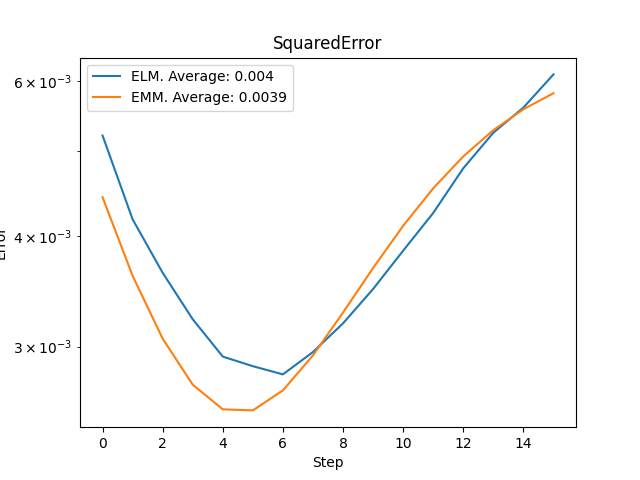 SquaredError
ELM. Average: 0.004
EMM. Average: 0.0039
6 × 10⁻³
4 × 10⁻³
3 × 10⁻³
Error
0 2 4 6 8 10 12 14
Step